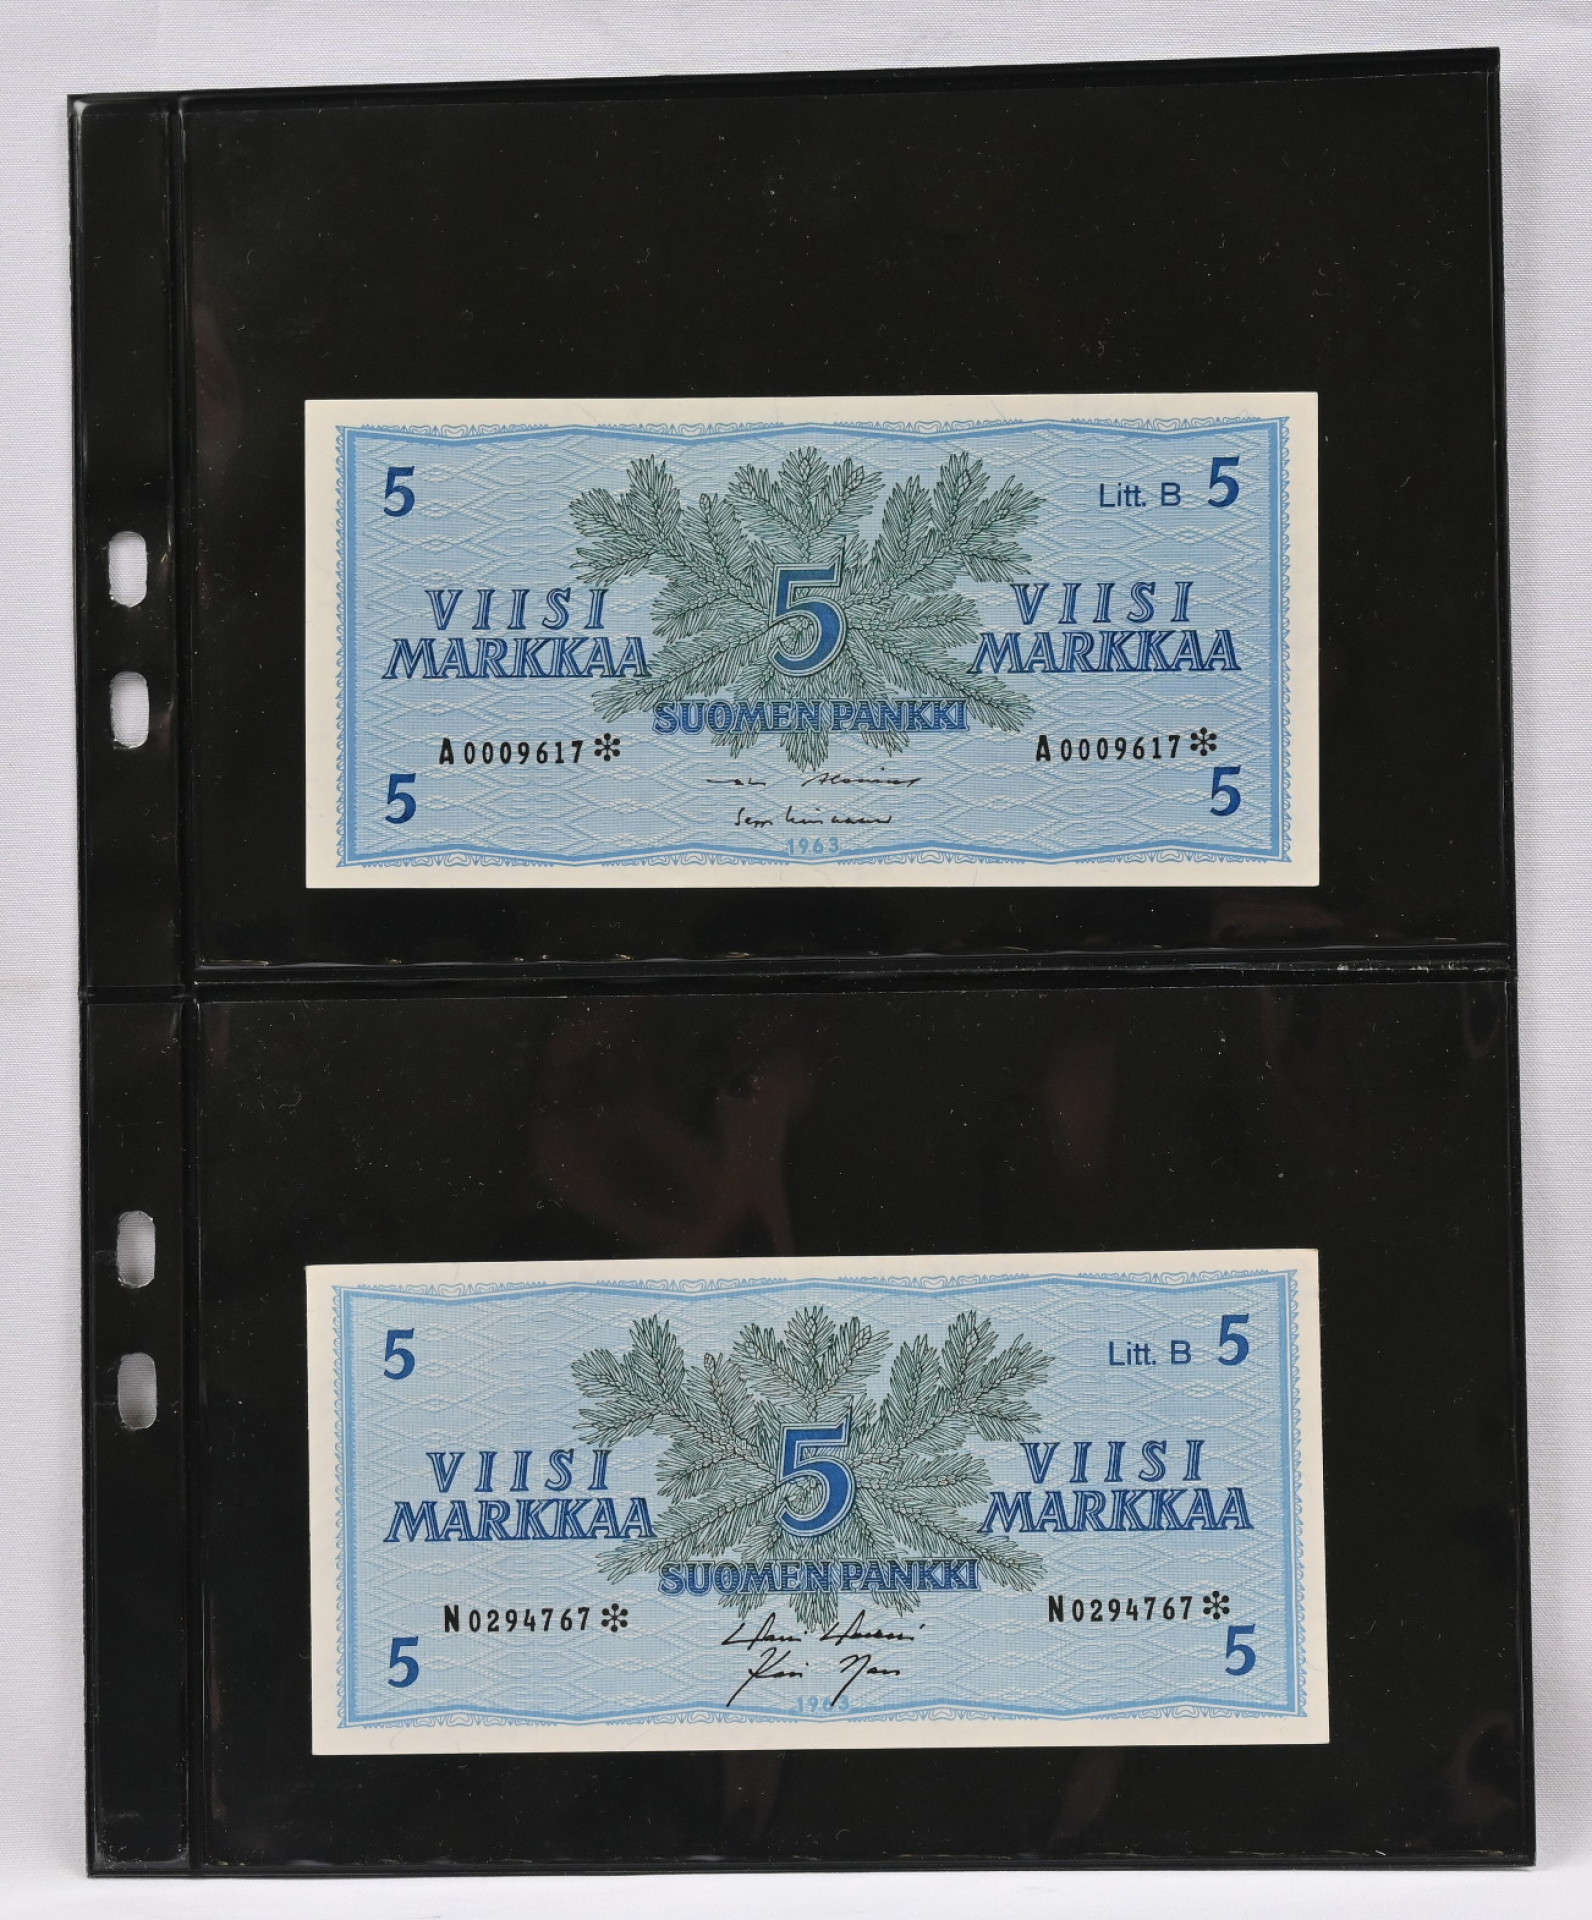 5 Litt. B 5
VIISI VIISI
MARKKAA 5 MARKKAA
SUOMEN PANKKI
A0009617* A0009617*
5 5
1963
5 Litt. B 5
VIISI VIISI
MARKKAA 5 MARKKAA
SUOMEN PANKKI
N0294767* N0294767*
5 5
1963